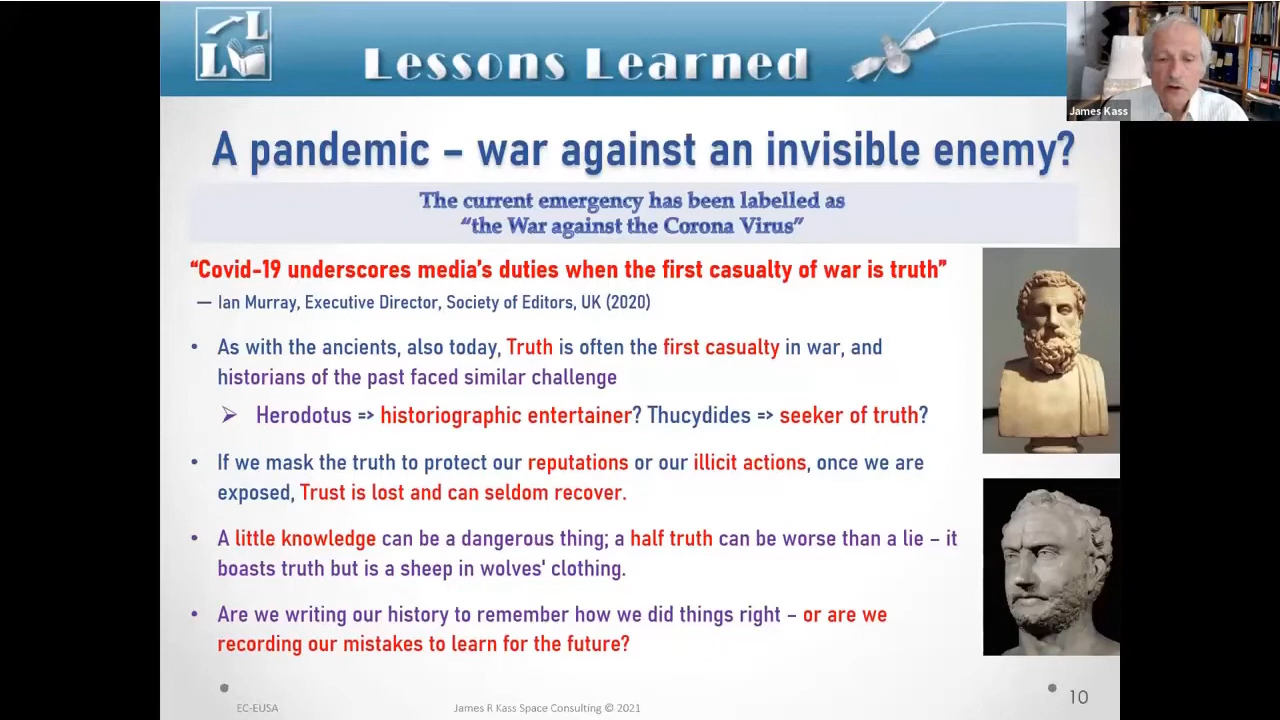 L
L
Lessons Learned
James Kass
A pandemic – war against an invisible enemy?
The current emergency has been labelled as
“the War against the Corona Virus”
“Covid-19 underscores media’s duties when the first casualty of war is truth”
— Ian Murray, Executive Director, Society of Editors, UK (2020)
• As with the ancients, also today, Truth is often the first casualty in war, and
historians of the past faced similar challenge
➢ Herodotus => historiographic entertainer? Thucydides => seeker of truth?
• If we mask the truth to protect our reputations or our illicit actions, once we are
exposed, Trust is lost and can seldom recover.
• A little knowledge can be a dangerous thing; a half truth can be worse than a lie – it
boasts truth but is a sheep in wolves' clothing.
• Are we writing our history to remember how we did things right – or are we
recording our mistakes to learn for the future?
EC-EUSA
James R Kass Space Consulting © 2021
10